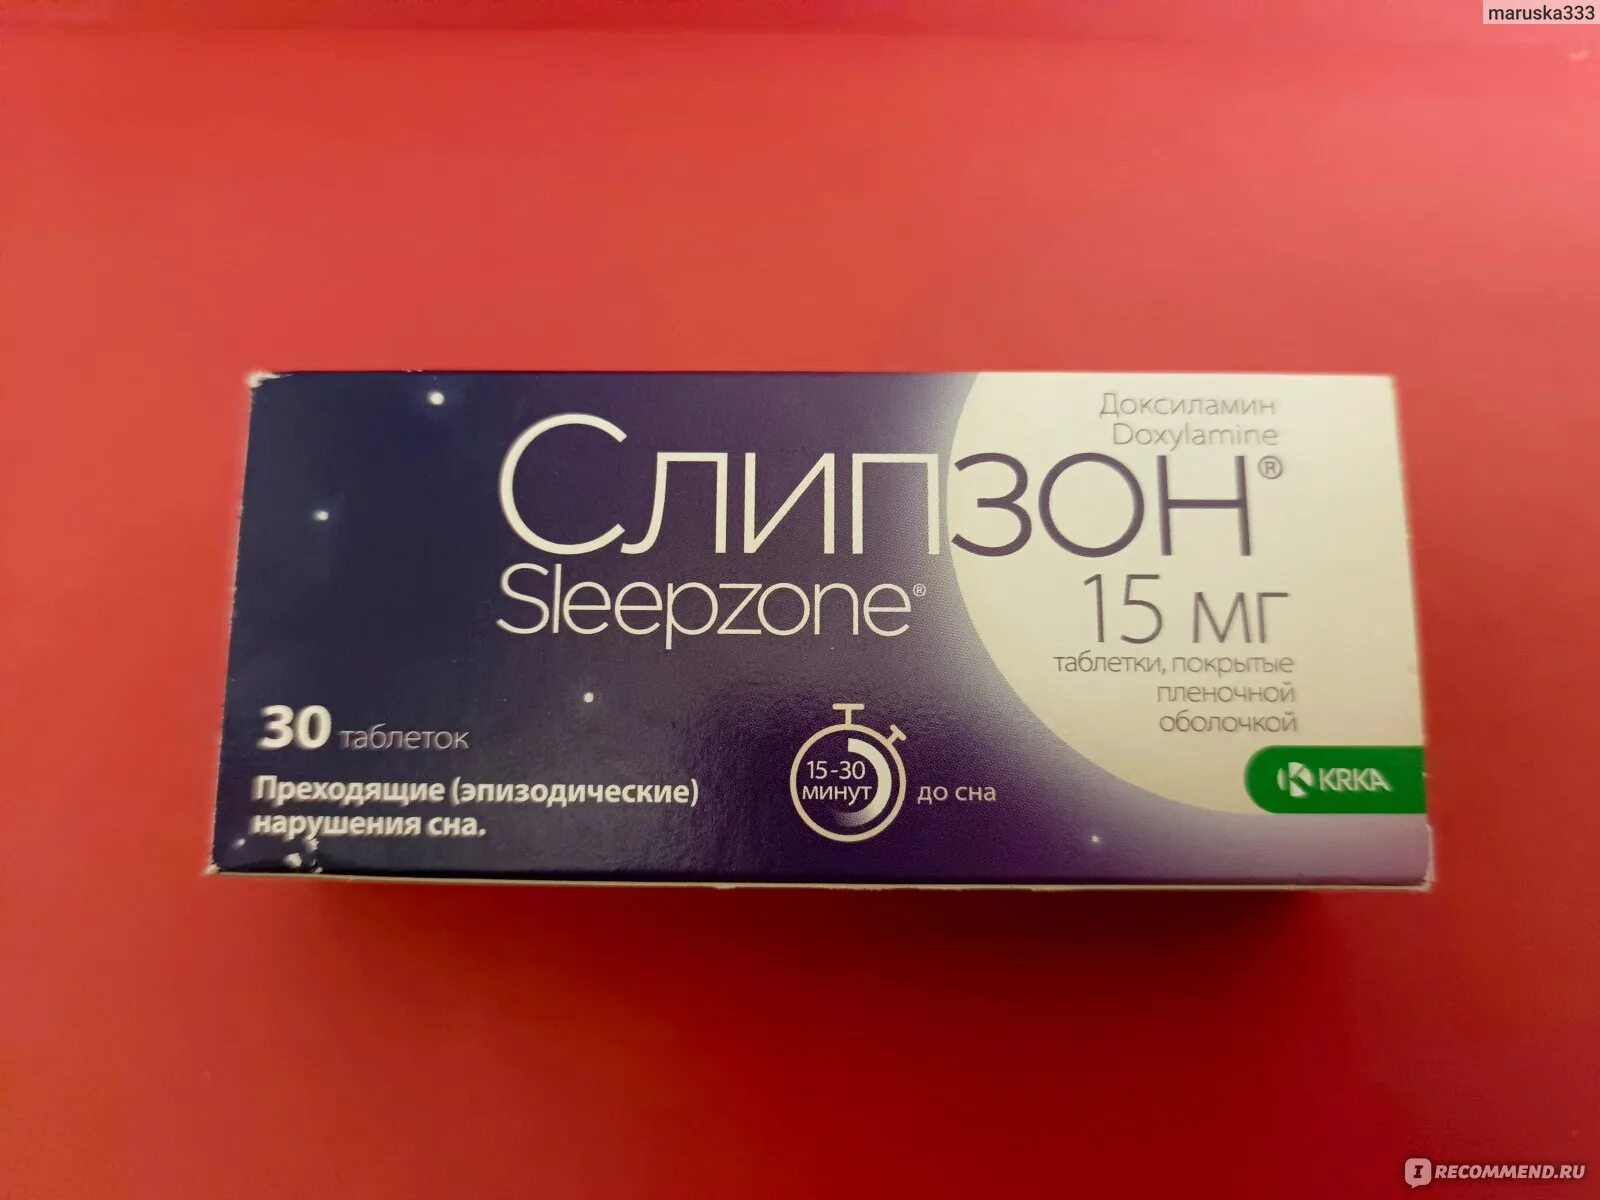 maruska333
Доксиламин
Doxylamine
Слипзон®
Sleepzone®
15 мг
таблетки, покрытые
пленочной
оболочкой
30 таблеток
Преходящие (эпизодические)
нарушения сна.
15-30
минут
до сна
KRKA
IRECOMMEND.RU